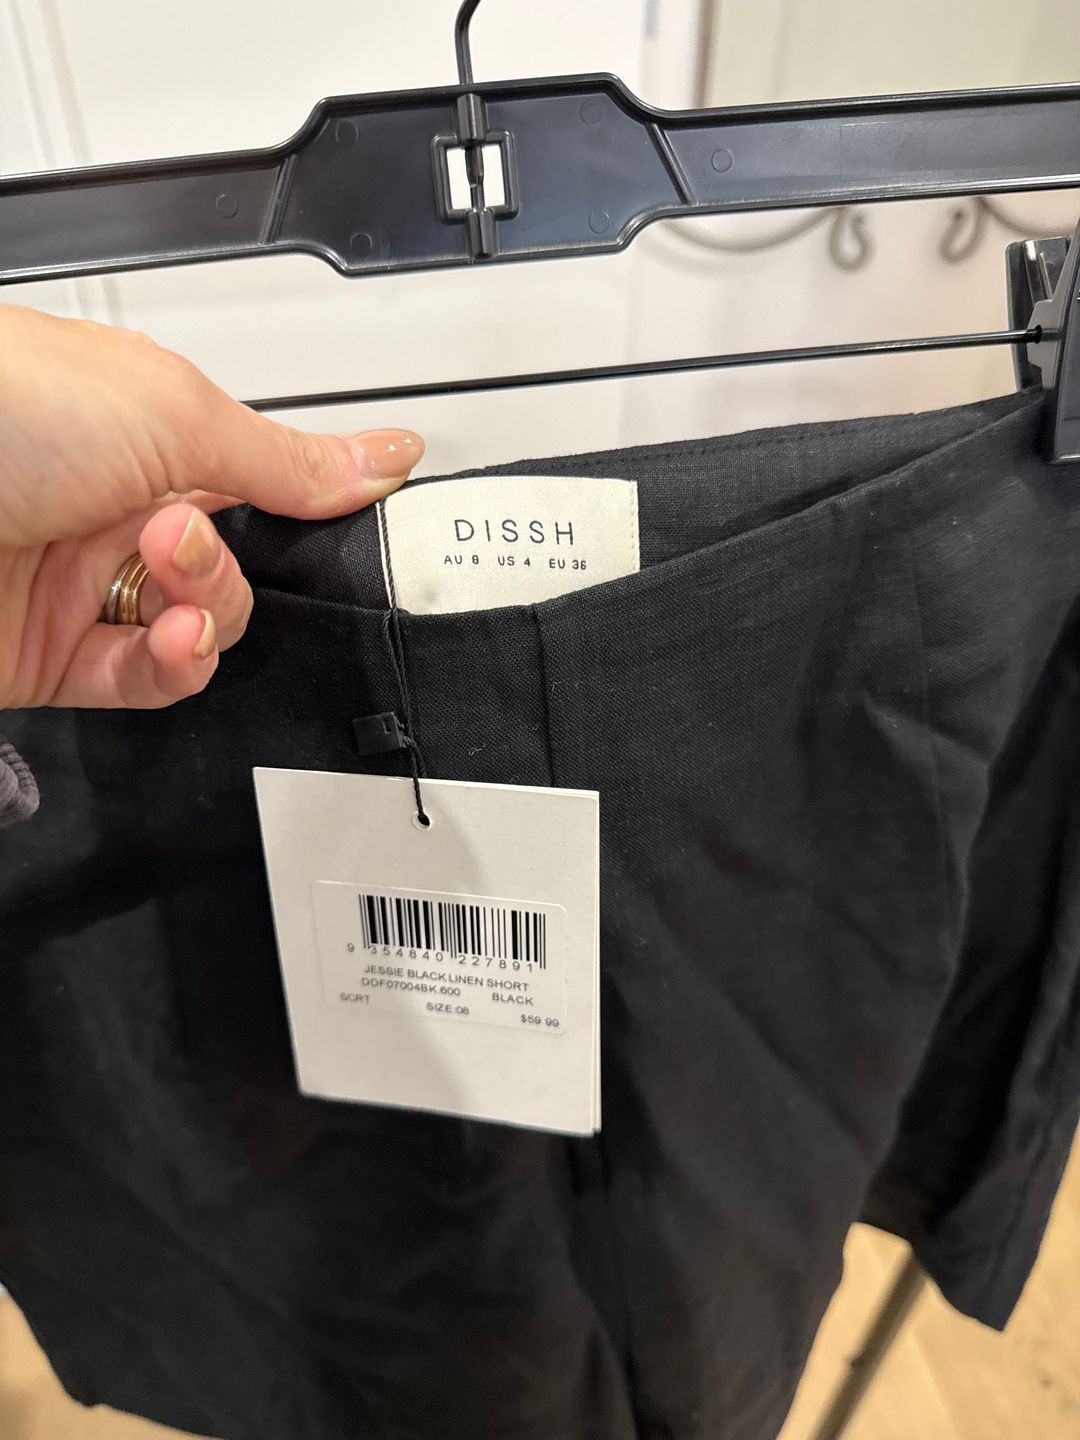 DISSH
AU 8 US 4 EU 36
9 354840 227891
JESSIE BLACK LINEN SHORT
DDF07004BK.600 BLACK
SCRT SIZE:08 $59.99